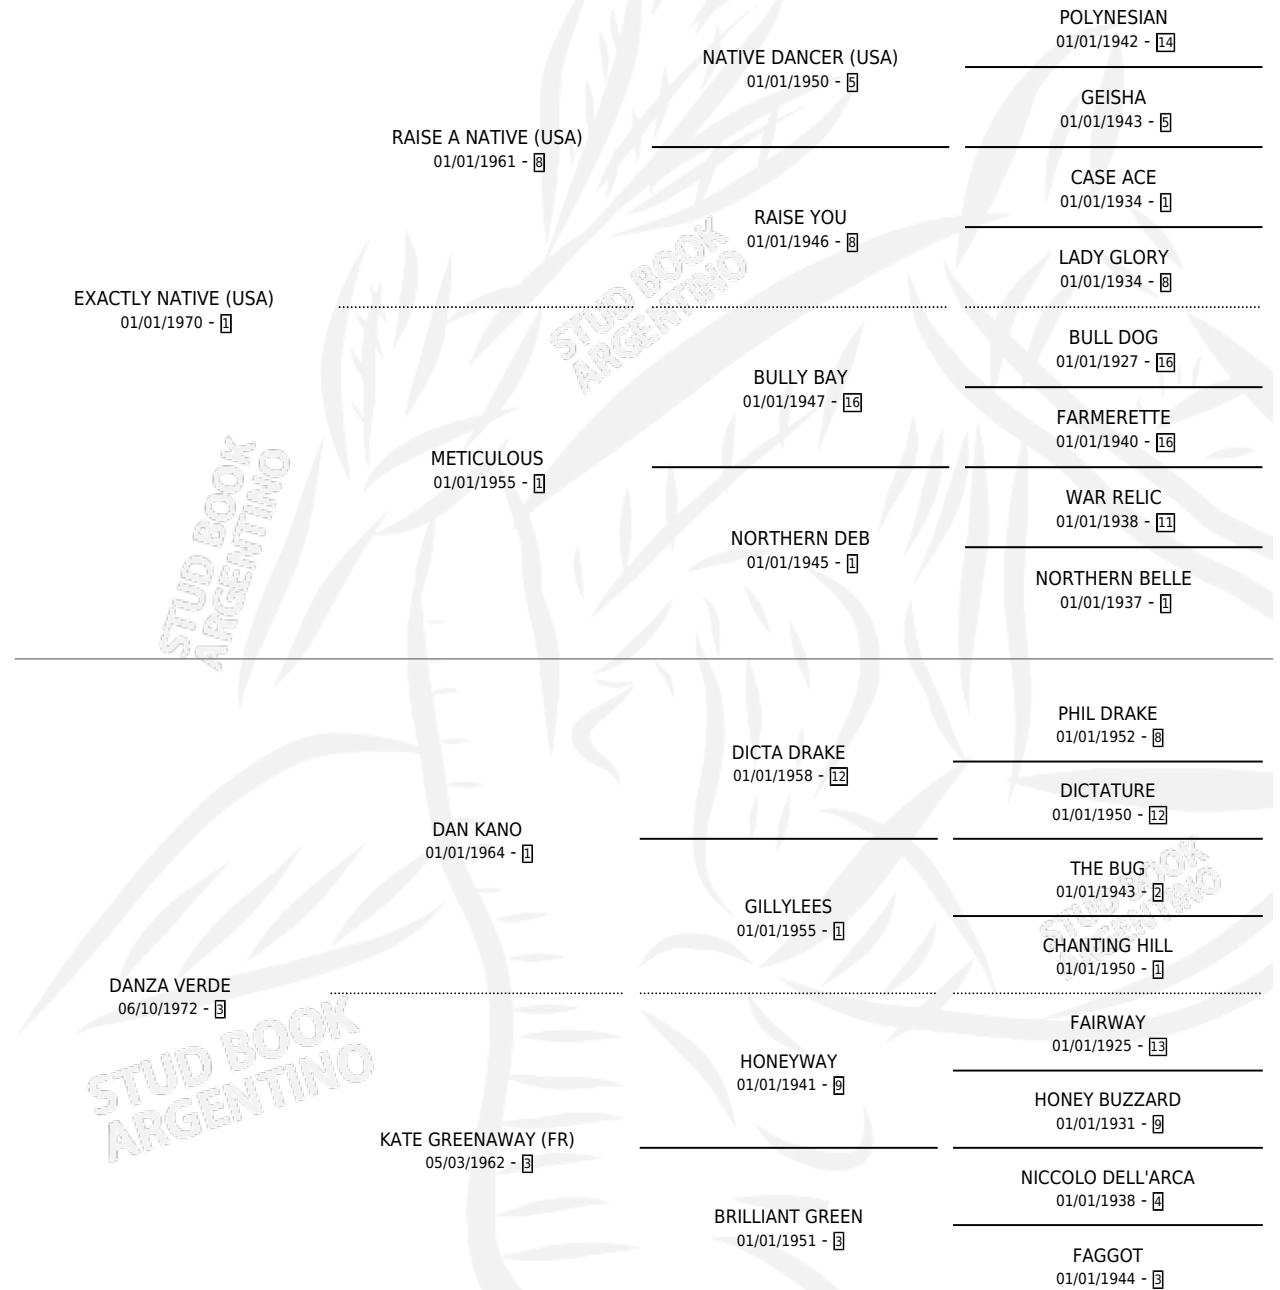 POLYNESIAN
01/01/1942 - 14
NATIVE DANCER (USA)
01/01/1950 - 5
GEISHA
01/01/1943 - 5
RAISE A NATIVE (USA)
01/01/1961 - 8
CASE ACE
01/01/1934 - 1
RAISE YOU
01/01/1946 - 8
LADY GLORY
01/01/1934 - 8
EXACTLY NATIVE (USA)
01/01/1970 - 1
BULL DOG
01/01/1927 - 16
BULLY BAY
01/01/1947 - 16
FARMERETTE
01/01/1940 - 16
METICULOUS
01/01/1955 - 1
WAR RELIC
01/01/1938 - 11
NORTHERN DEB
01/01/1945 - 1
NORTHERN BELLE
01/01/1937 - 1
STUD BOOK
ARGENTINO
STUD BOOK
ARGENTINO
PHIL DRAKE
01/01/1952 - 8
DICTA DRAKE
01/01/1958 - 12
DICTATURE
01/01/1950 - 12
DAN KANO
01/01/1964 - 1
THE BUG
01/01/1943 - 2
GILLYLEES
01/01/1955 - 1
CHANTING HILL
01/01/1950 - 1
STUD BOOK
ARGENTINO
DANZA VERDE
06/10/1972 - 3
FAIRWAY
01/01/1925 - 13
HONEYWAY
01/01/1941 - 9
HONEY BUZZARD
01/01/1931 - 9
KATE GREENAWAY (FR)
05/03/1962 - 3
NICCOLO DELL'ARCA
01/01/1938 - 4
BRILLIANT GREEN
01/01/1951 - 3
FAGGOT
01/01/1944 - 3
STUD BOOK
ARGENTINO